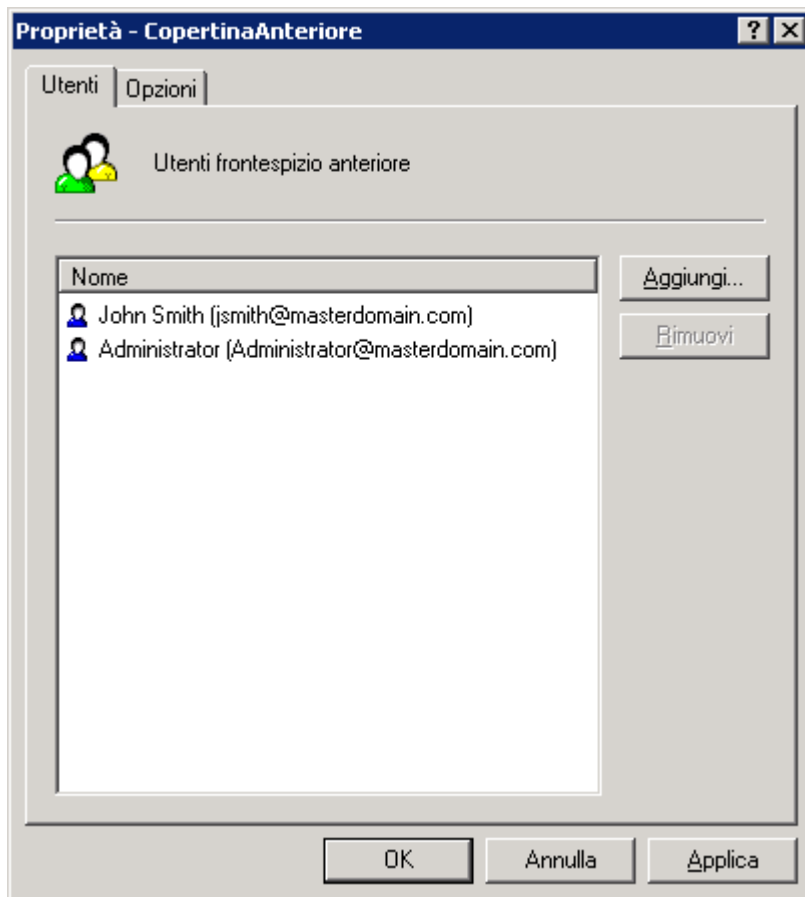 Proprietà - CopertinaAnteriore
Utenti
Opzioni
Utenti frontespizio anteriore
Nome
John Smith (jsmith@masterdomain.com)
Administrator (Administrator@masterdomain.com)
Aggiungi...
Rimuovi
OK
Annulla
Applica